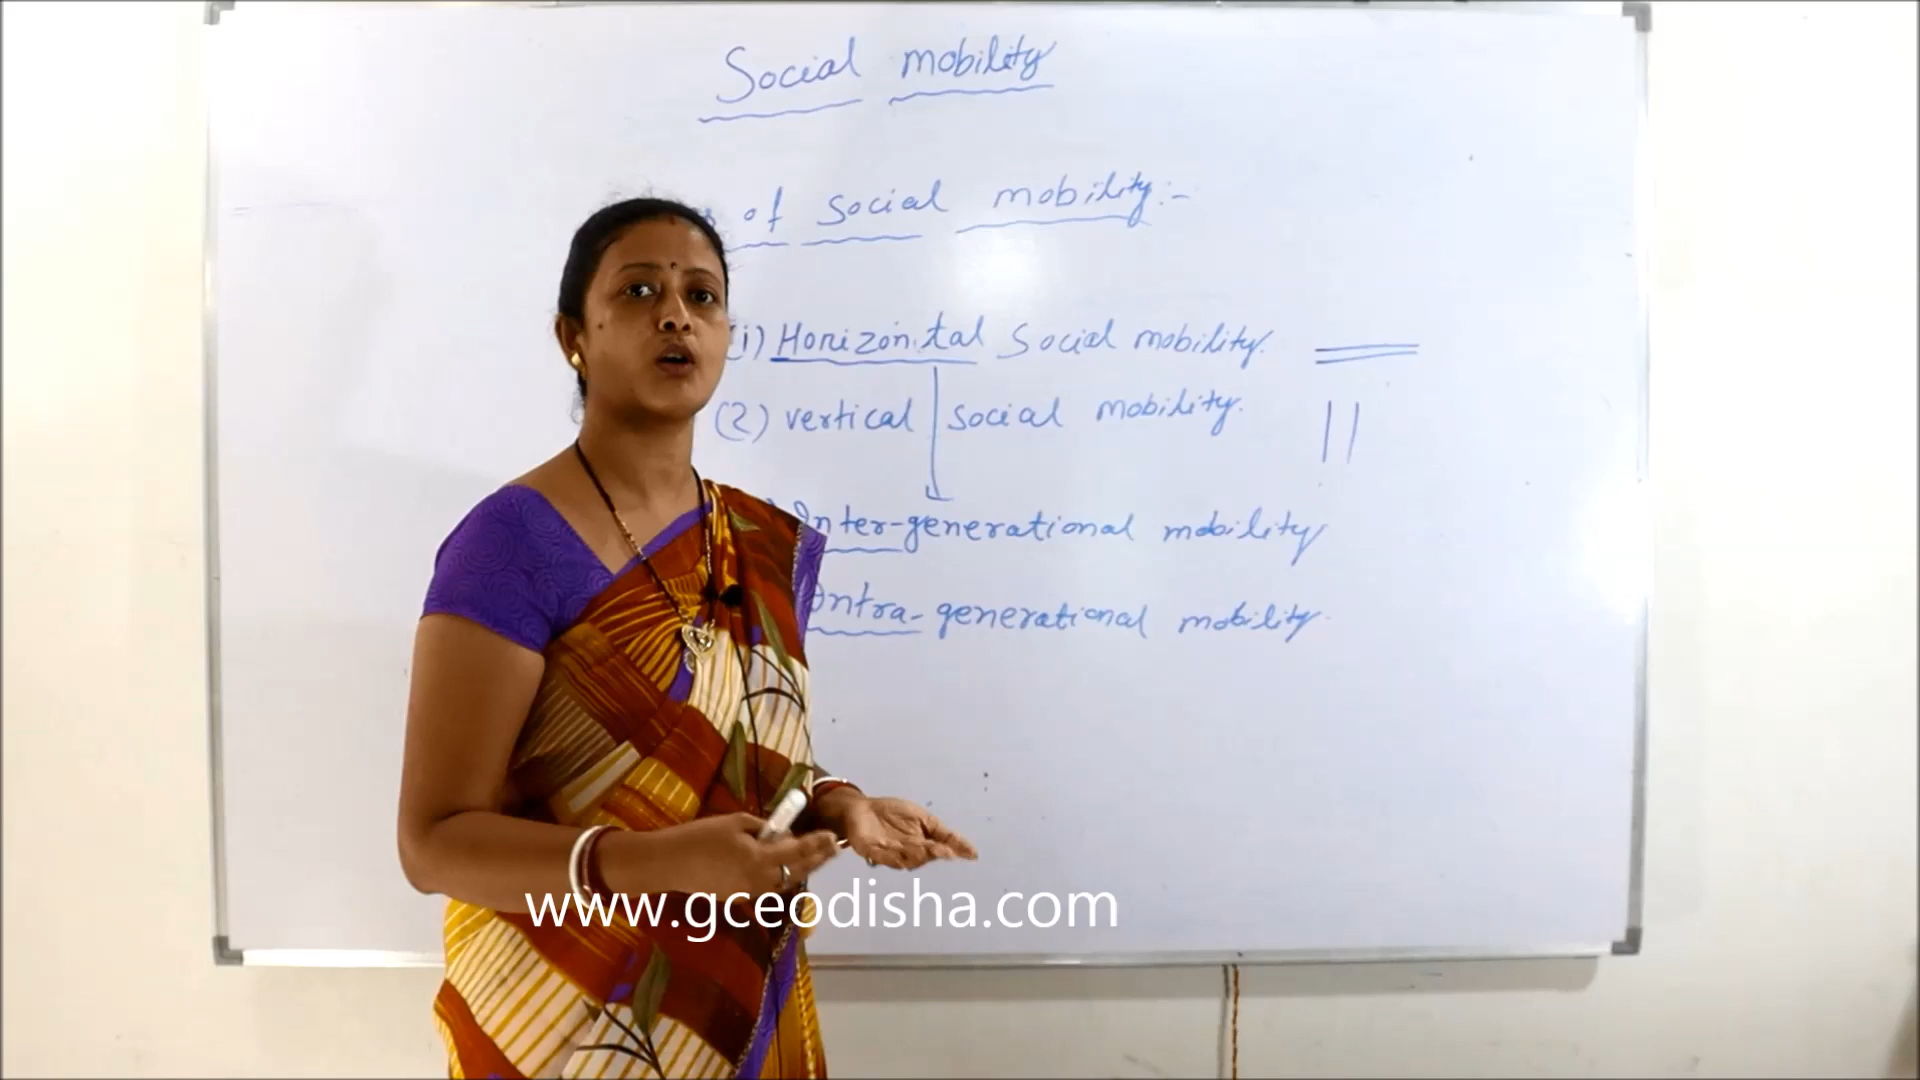 Social mobility
of social mobility:-
(i) Horizontal Social mobility.
(2) vertical social mobility.
Inter-generational mobility
Intra-generational mobility.
www.gceodisha.com